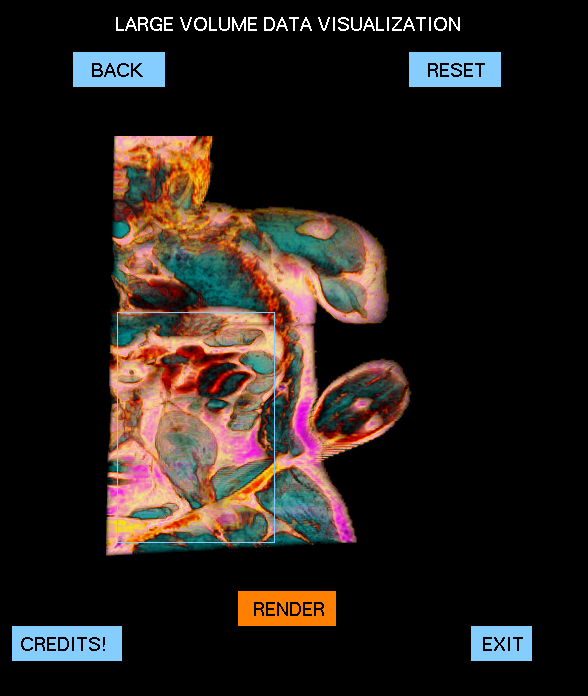 LARGE VOLUME DATA VISUALIZATION
BACK
RESET
RENDER
CREDITS!
EXIT